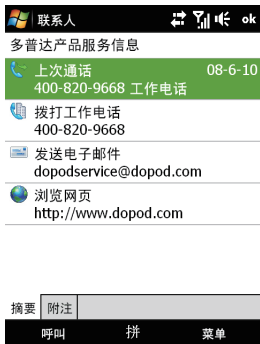 联系人 ok
多普达产品服务信息
上次通话 08-6-10
400-820-9668 工作电话
拨打工作电话
400-820-9668
发送电子邮件
dopodservice@dopod.com
浏览网页
http://www.dopod.com
摘要 附注
呼叫 拼 菜单